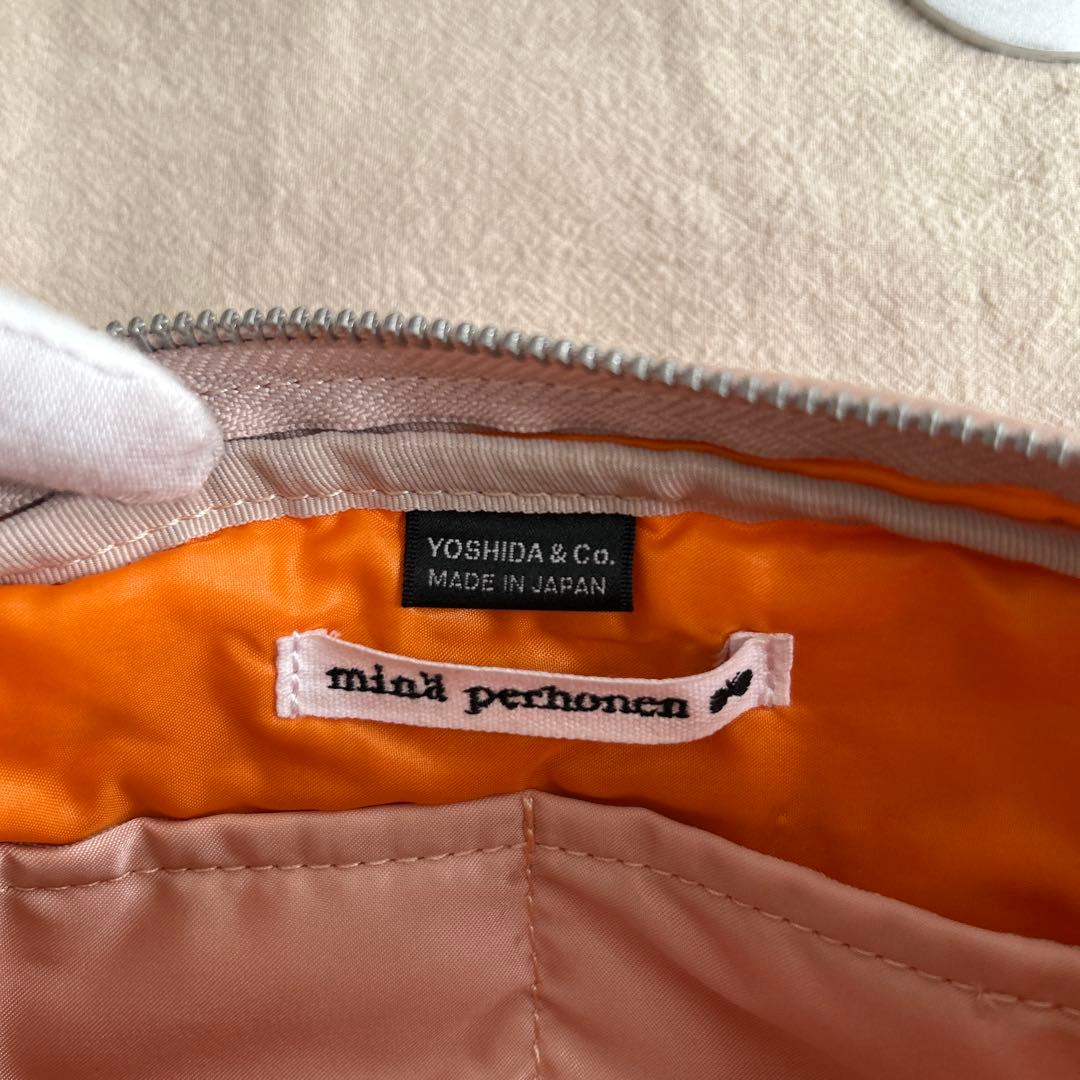 YOSHIDA & Co.
MADE IN JAPAN
minä perhonen